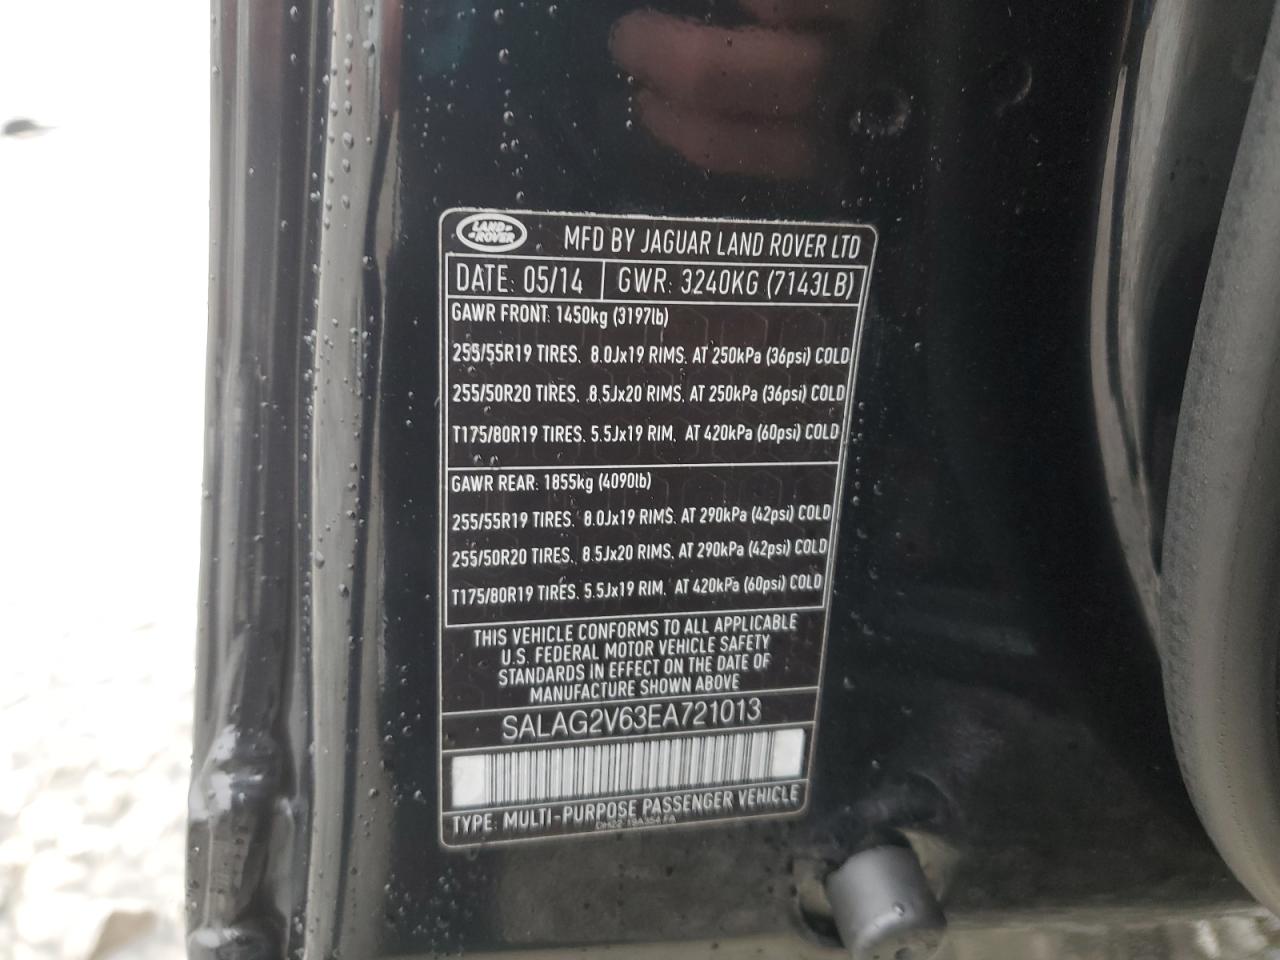 LAND ROVER
MFD BY JAGUAR LAND ROVER LTD
DATE: 05/14 GWR: 3240KG (7143LB)
GAWR FRONT: 1450kg (3197lb)
255/55R19 TIRES. 8.0Jx19 RIMS. AT 250kPa (36psi) COLD
255/50R20 TIRES. 8.5Jx20 RIMS. AT 250kPa (36psi) COLD
T175/80R19 TIRES. 5.5Jx19 RIM. AT 420kPa (60psi) COLD
GAWR REAR: 1855kg (4090lb)
255/55R19 TIRES. 8.0Jx19 RIMS. AT 290kPa (42psi) COLD
255/50R20 TIRES. 8.5Jx20 RIMS. AT 290kPa (42psi) COLD
T175/80R19 TIRES. 5.5Jx19 RIM. AT 420kPa (60psi) COLD
THIS VEHICLE CONFORMS TO ALL APPLICABLE
U.S. FEDERAL MOTOR VEHICLE SAFETY
STANDARDS IN EFFECT ON THE DATE OF
MANUFACTURE SHOWN ABOVE
SALAG2V63EA721013
TYPE: MULTI-PURPOSE PASSENGER VEHICLE
DH22 19A354 FA